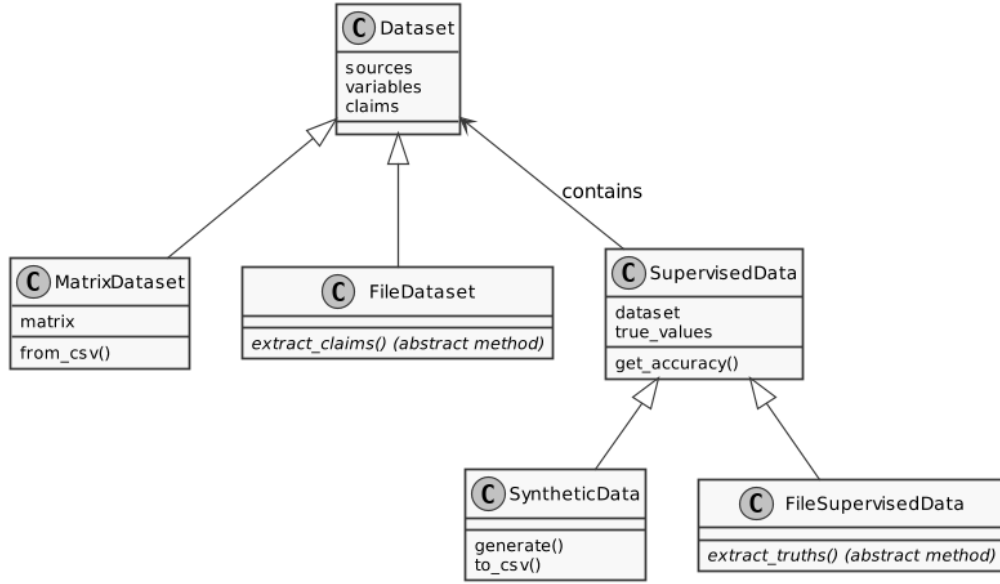 C Dataset
sources
variables
claims
contains
C MatrixDataset
matrix
from_csv()
C FileDataset
extract_claims() (abstract method)
C SupervisedData
dataset
true_values
get_accuracy()
C SyntheticData
generate()
to_csv()
C FileSupervisedData
extract_truths() (abstract method)